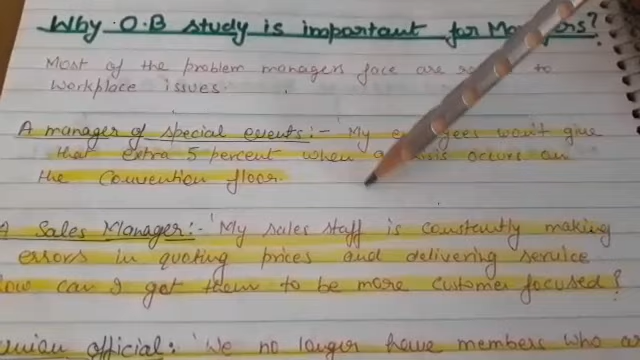 Why O.B study is important for
Most of the problem managers face are to
workplace issues.
A manager of special events:- 'My won't give
that extra 5 percent when a occurs on
the Convention floor
A Sales Manager:- 'My sales staff is constantly making
errors in quoting prices and delivering service
How can I get them to be more customer focused?
official: 'We no longer have members who